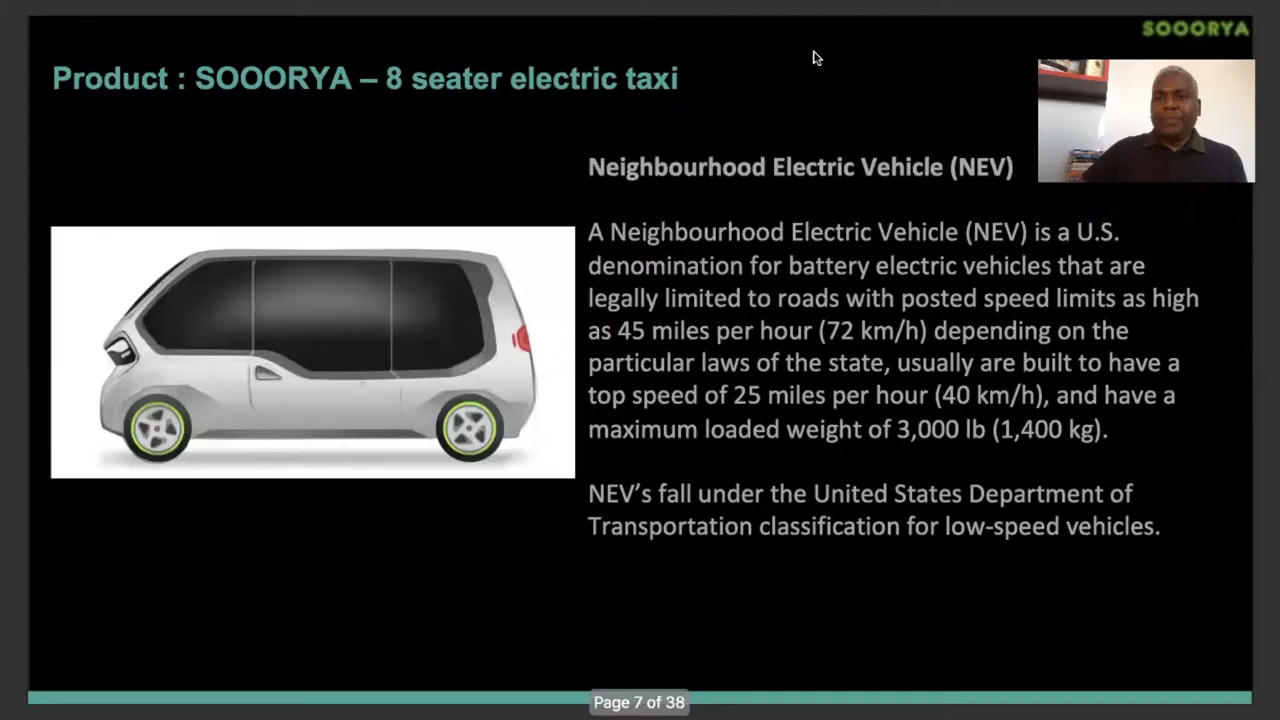 SOOORYA
Product : SOOORYA – 8 seater electric taxi
Neighbourhood Electric Vehicle (NEV)
A Neighbourhood Electric Vehicle (NEV) is a U.S.
denomination for battery electric vehicles that are
legally limited to roads with posted speed limits as high
as 45 miles per hour (72 km/h) depending on the
particular laws of the state, usually are built to have a
top speed of 25 miles per hour (40 km/h), and have a
maximum loaded weight of 3,000 lb (1,400 kg).
NEV’s fall under the United States Department of
Transportation classification for low-speed vehicles.
Page 7 of 38